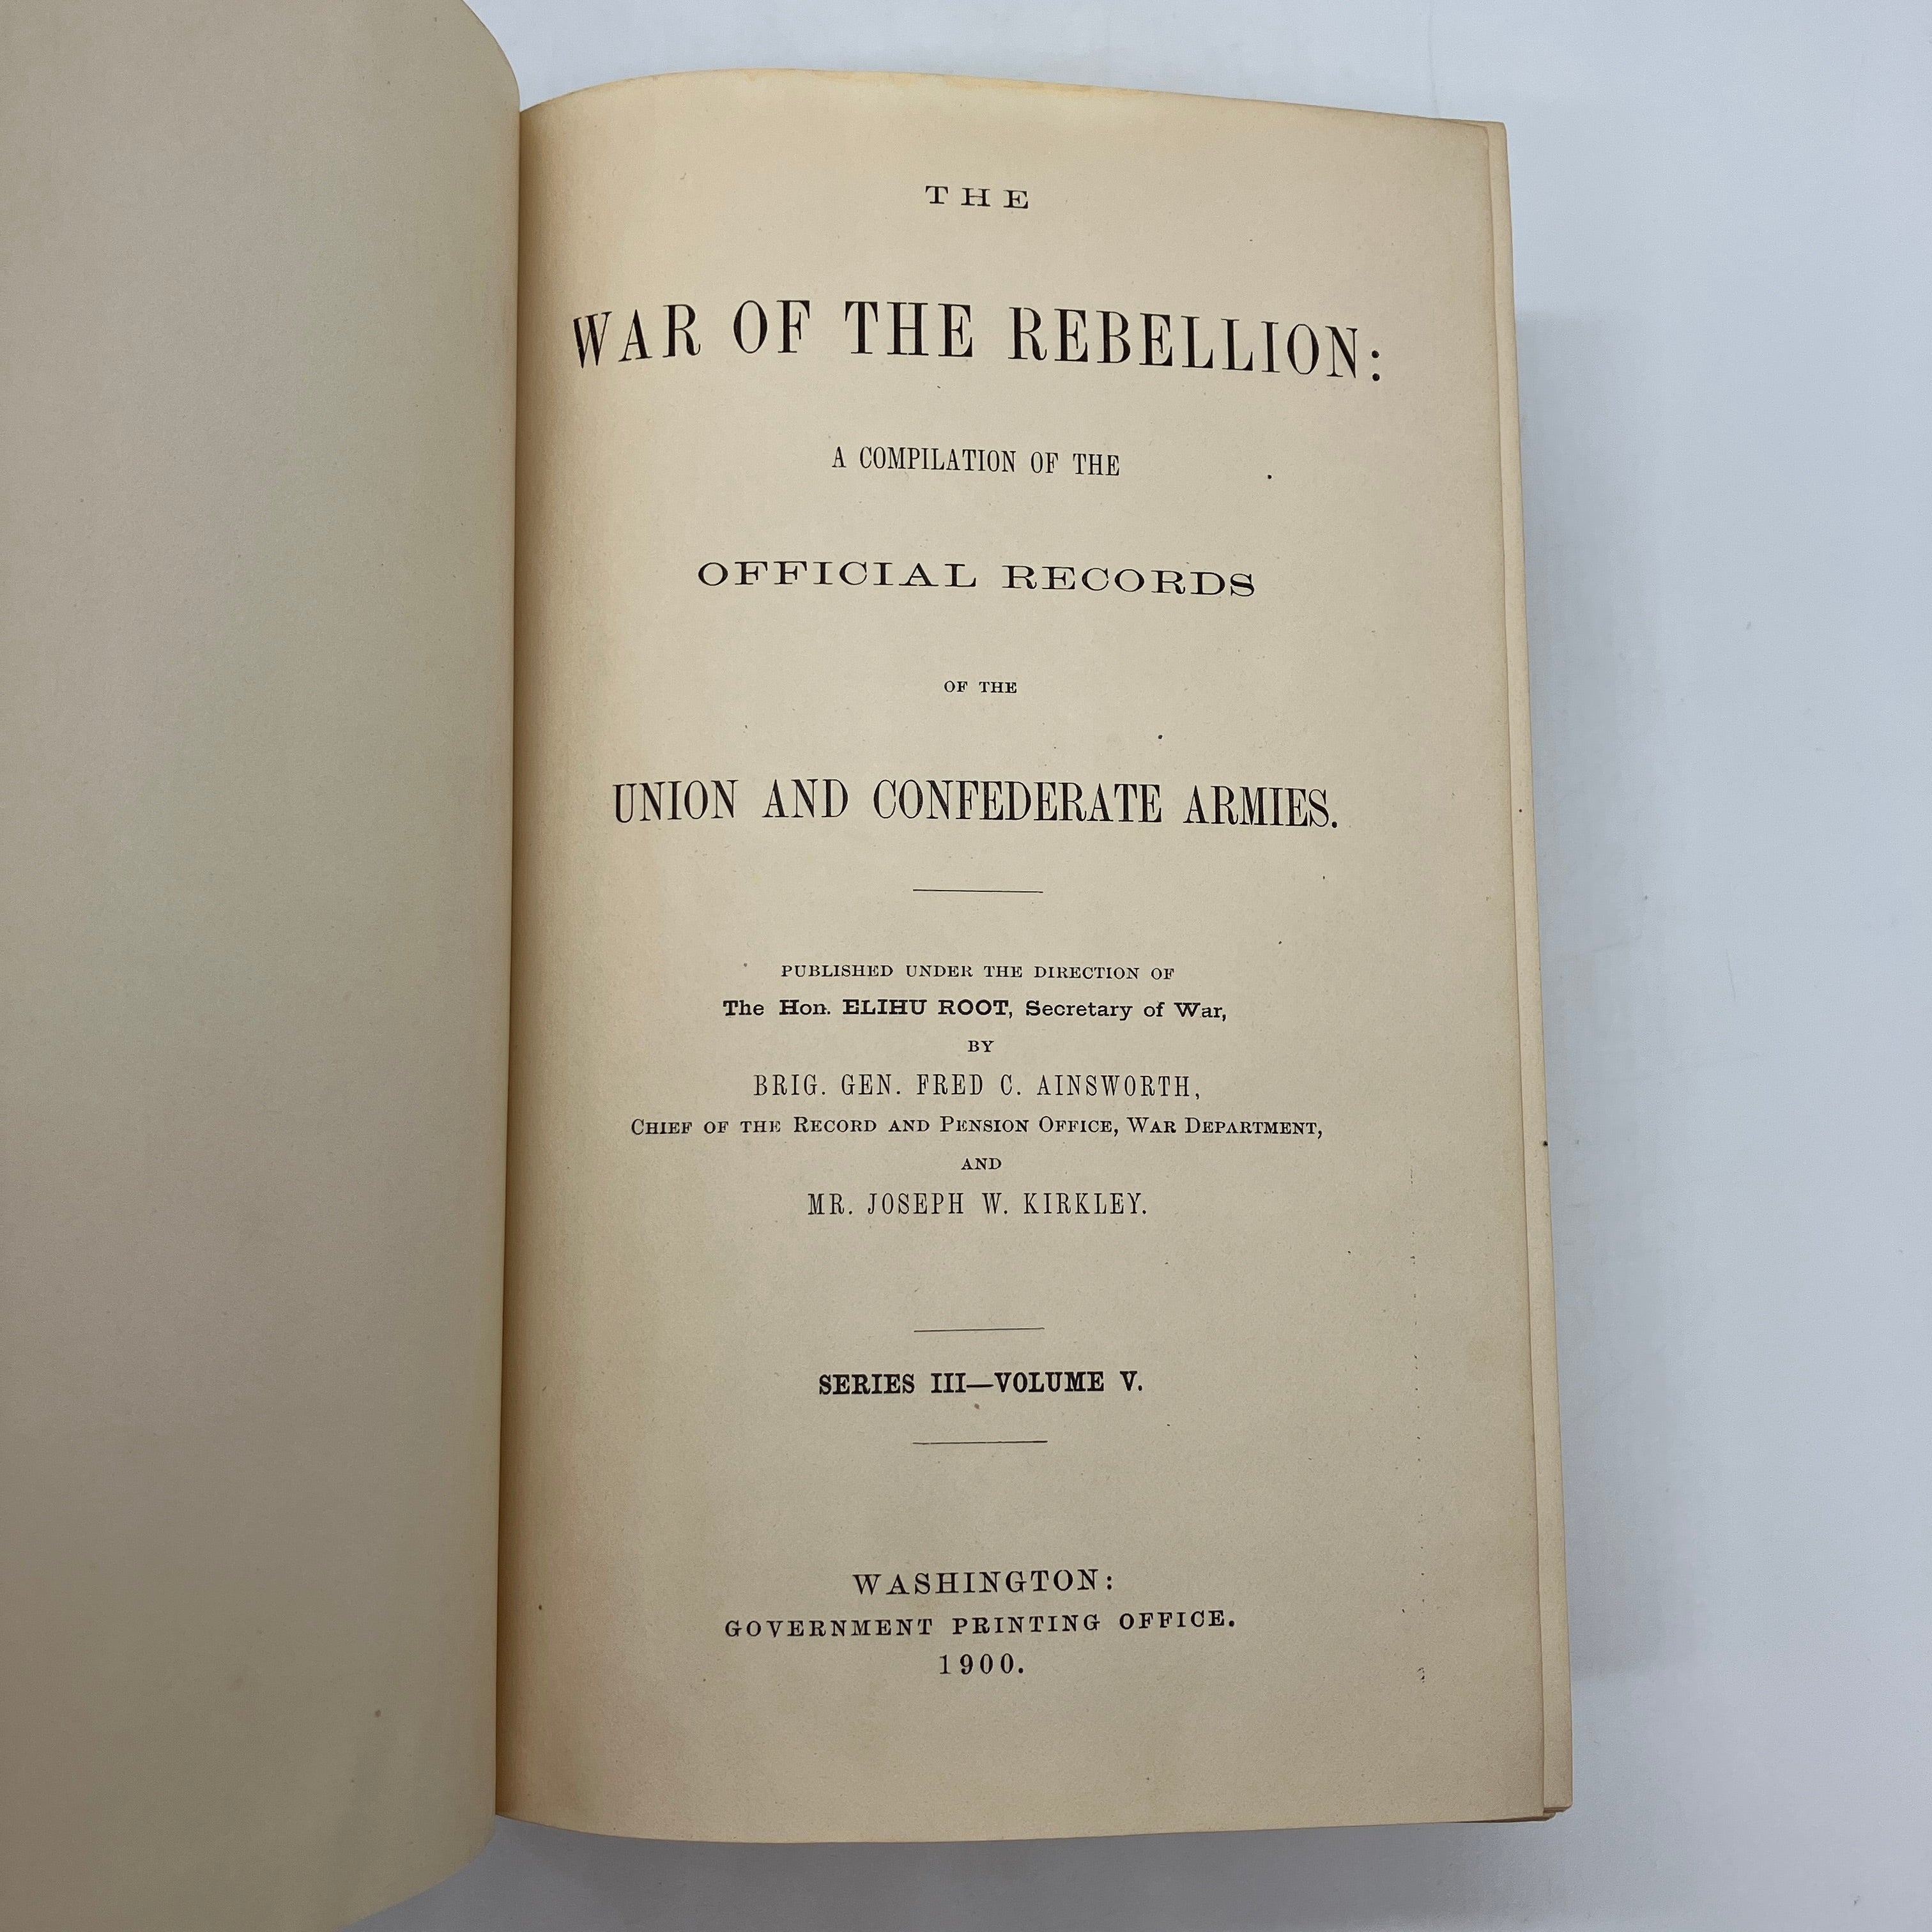 THE
WAR OF THE REBELLION:
A COMPILATION OF THE
OFFICIAL RECORDS
OF THE
UNION AND CONFEDERATE ARMIES.
PUBLISHED UNDER THE DIRECTION OF
The Hon. ELIHU ROOT, Secretary of War,
BY
BRIG. GEN. FRED C. AINSWORTH,
CHIEF OF THE RECORD AND PENSION OFFICE, WAR DEPARTMENT,
AND
MR. JOSEPH W. KIRKLEY.
SERIES III—VOLUME V.
WASHINGTON:
GOVERNMENT PRINTING OFFICE.
1900.